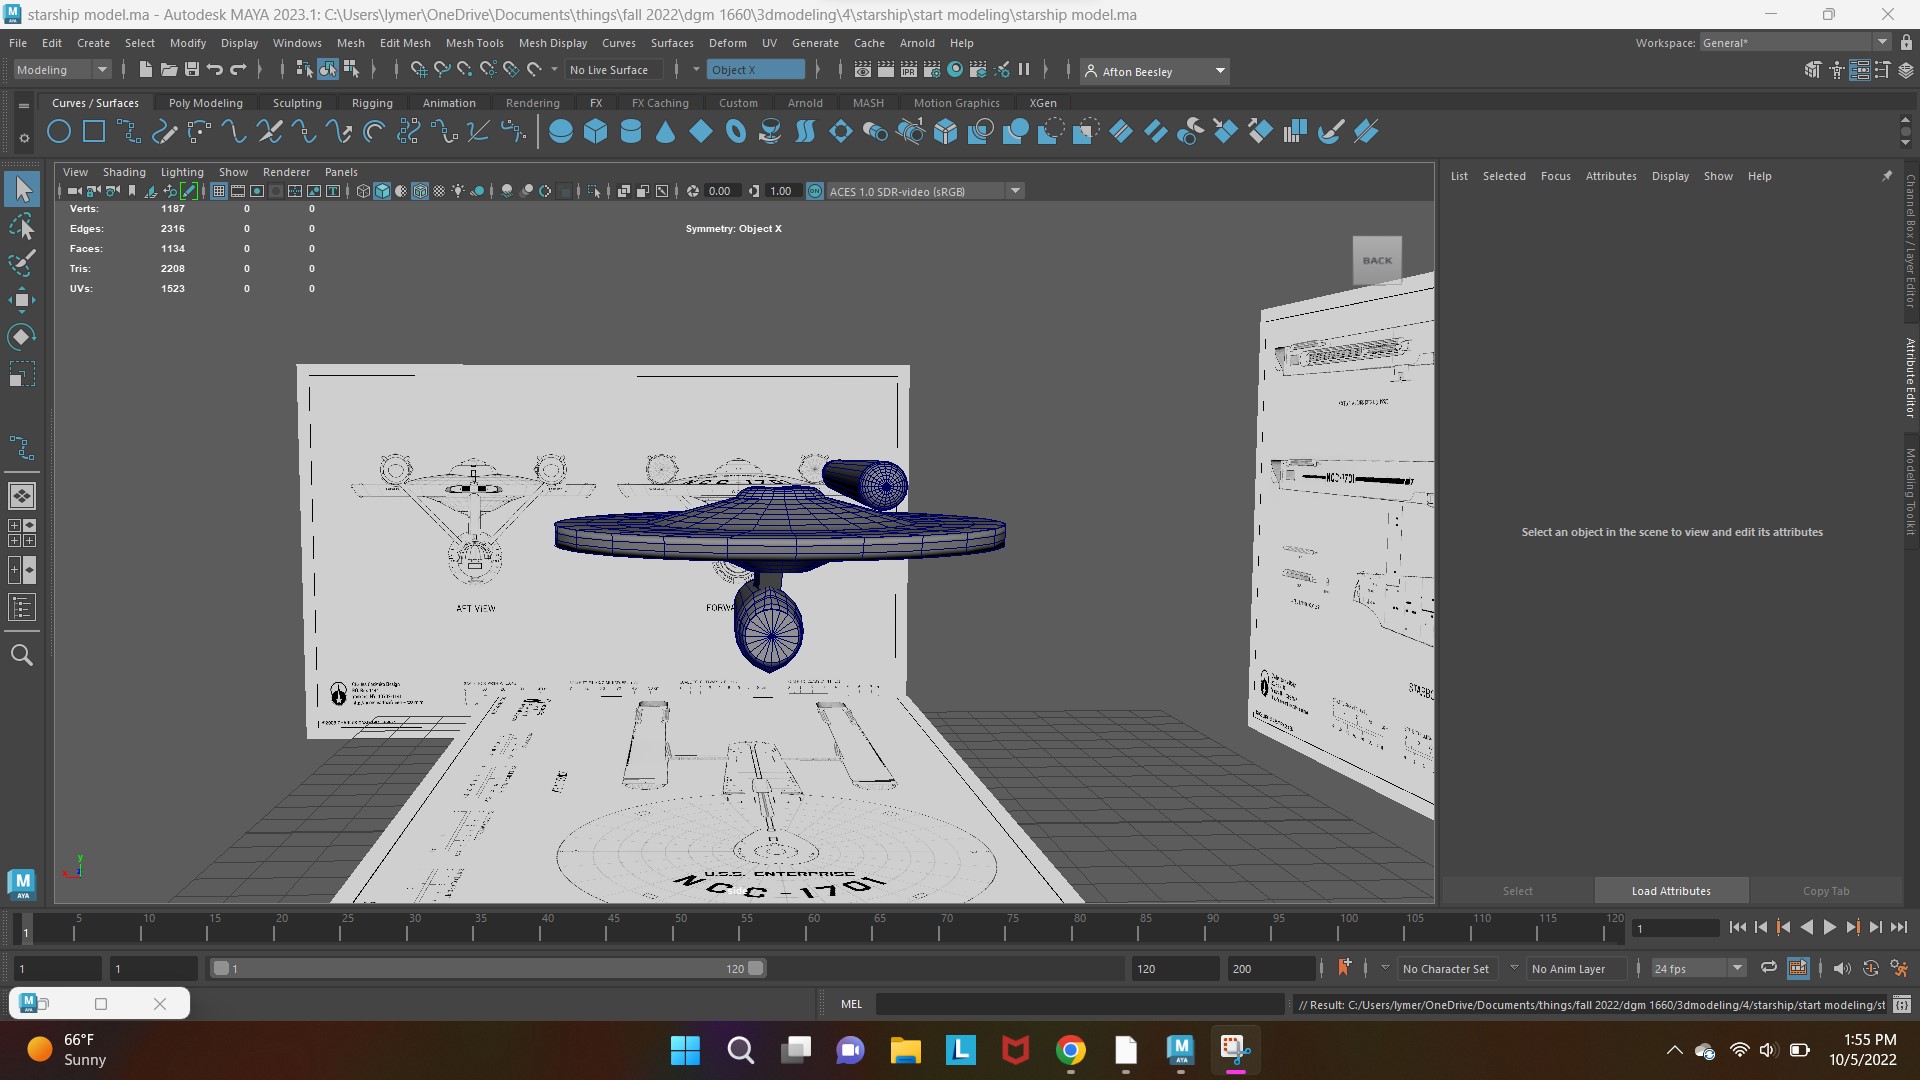 starship model.ma - Autodesk MAYA 2023.1: C:\Users\lymer\OneDrive\Documents\things\fall 2022\dgm 1660\3dmodeling\4\starship\start modeling\starship model.ma
File Edit Create Select Modify Display Windows Mesh Edit Mesh Mesh Tools Mesh Display Curves Surfaces Deform UV Generate Cache Arnold Help Workspace: General*
Modeling No Live Surface Object X IPR Afton Beesley
Curves / Surfaces Poly Modeling Sculpting Rigging Animation Rendering FX FX Caching Custom Arnold MASH Motion Graphics XGen
View Shading Lighting Show Renderer Panels
0.00 1.00 ON ACES 1.0 SDR-video (sRGB)
Verts: 1187 0 0
Edges: 2316 0 0
Faces: 1134 0 0
Tris: 2208 0 0
UVs: 1523 0 0
Symmetry: Object X
BACK
List Selected Focus Attributes Display Show Help
Channel Box / Layer Editor
Attribute Editor
Modeling Toolkit
NCC-1701
AFT VIEW
Select an object in the scene to view and edit its attributes
U.S.S. ENTERPRISE
NCC-1701
y
M
AYA
Select Load Attributes Copy Tab
5 10 15 20 25 30 35 40 45 50 55 60 65 70 75 80 85 90 95 100 105 110 115 120
1 1
1 1 1 120 120 200 No Character Set No Anim Layer 24 fps
MEL // Result: C:/Users/lymer/OneDrive/Documents/things/fall 2022/dgm 1660/3dmodeling/4/starship/start modeling/st
66°F
Sunny
1:55 PM
10/5/2022